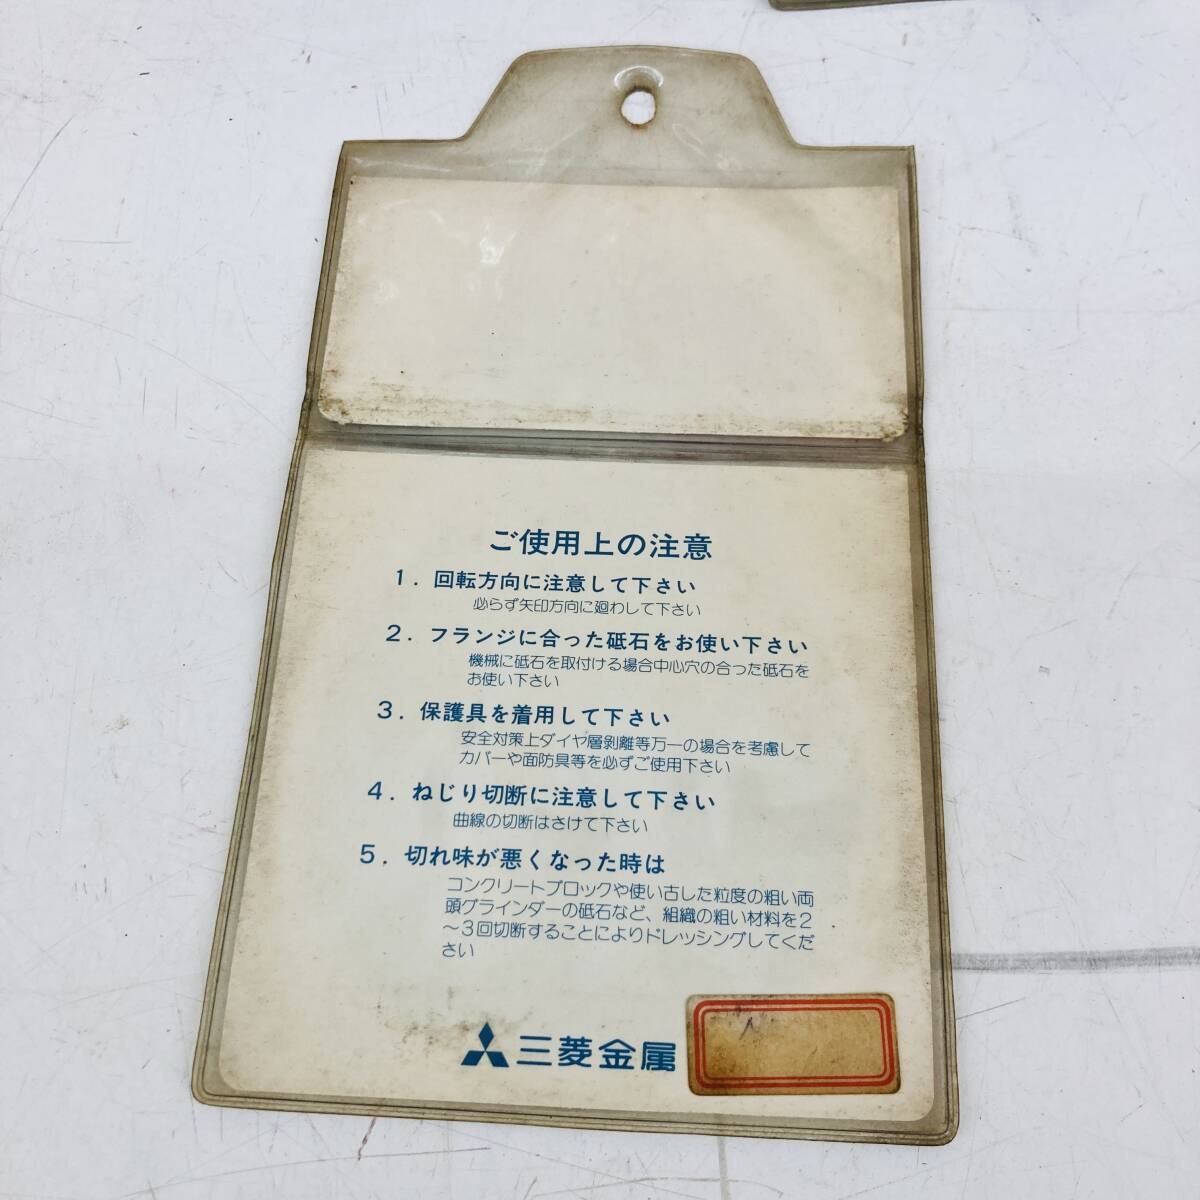 ご使用上の注意
1. 回転方向に注意して下さい
必らず矢印方向に廻わして下さい
2. フランジに合った砥石をお使い下さい
機械に砥石を取付ける場合中心穴の合った砥石を
お使い下さい
3. 保護具を着用して下さい
安全対策上ダイヤ層剝離等万一の場合を考慮して
カバーや面防具等を必ずご使用下さい
4. ねじり切断に注意して下さい
曲線の切断はさけて下さい
5. 切れ味が悪くなった時は
コンクリートブロックや使い古した粒度の粗い両
頭グラインダーの砥石など、組織の粗い材料を2
〜3回切断することによりドレッシングしてくだ
さい
三菱金属